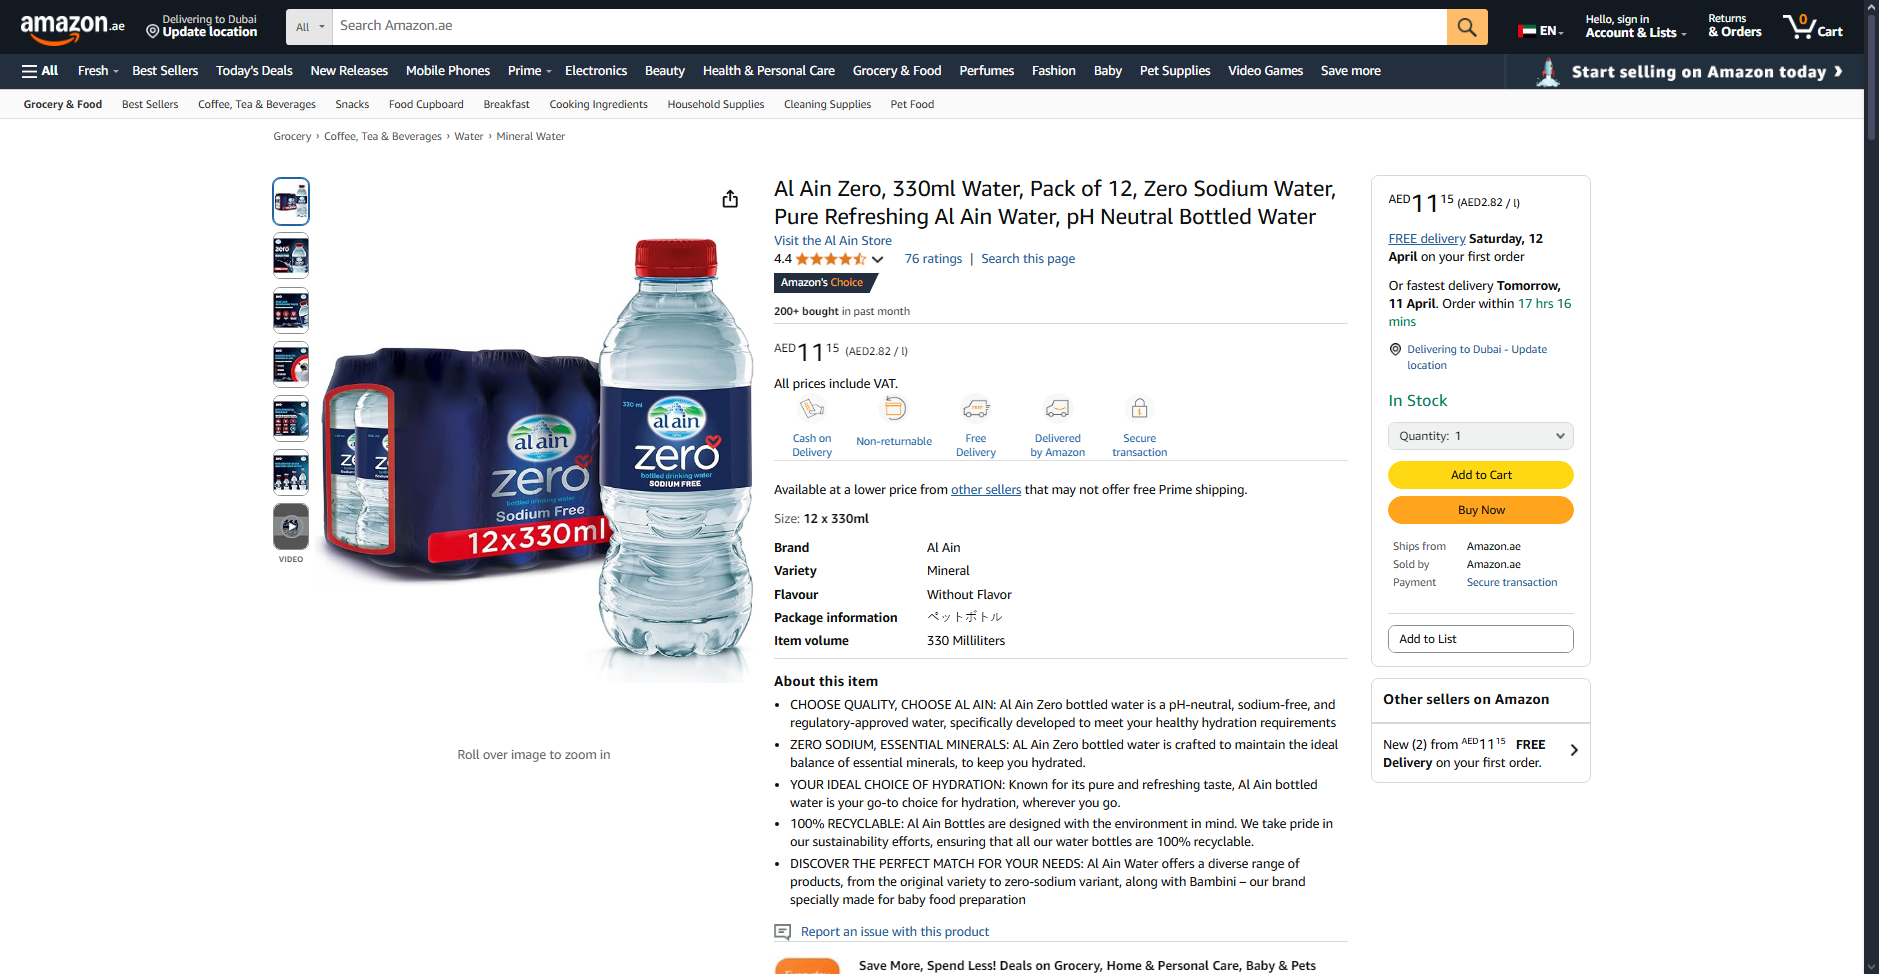 amazon.ae
Delivering to Dubai
Update location
All
Search Amazon.ae
EN
Hello, sign in
Account & Lists
Returns
& Orders
0
Cart
All
Fresh
Best Sellers
Today's Deals
New Releases
Mobile Phones
Prime
Electronics
Beauty
Health & Personal Care
Grocery & Food
Perfumes
Fashion
Baby
Pet Supplies
Video Games
Save more
Start selling on Amazon today ❯
Grocery & Food
Best Sellers
Coffee, Tea & Beverages
Snacks
Food Cupboard
Breakfast
Cooking Ingredients
Household Supplies
Cleaning Supplies
Pet Food
Grocery › Coffee, Tea & Beverages › Water › Mineral Water
VIDEO
330 ml
al ain
zero
bottled drinking water
SODIUM FREE
al ain
zero
bottled drinking water
Sodium Free
12x330ml
Roll over image to zoom in
Al Ain Zero, 330ml Water, Pack of 12, Zero Sodium Water,
Pure Refreshing Al Ain Water, pH Neutral Bottled Water
Visit the Al Ain Store
4.4
76 ratings | Search this page
Amazon's Choice
200+ bought in past month
AED11 15 (AED2.82 / l)
All prices include VAT.
Cash on
Delivery
Non-returnable
Free
Delivery
Delivered
by Amazon
Secure
transaction
Available at a lower price from other sellers that may not offer free Prime shipping.
Size: 12 x 330ml
Brand Al Ain
Variety Mineral
Flavour Without Flavor
Package information ペットボトル
Item volume 330 Milliliters
About this item
• CHOOSE QUALITY, CHOOSE AL AIN: Al Ain Zero bottled water is a pH-neutral, sodium-free, and
regulatory-approved water, specifically developed to meet your healthy hydration requirements
• ZERO SODIUM, ESSENTIAL MINERALS: AL Ain Zero bottled water is crafted to maintain the ideal
balance of essential minerals, to keep you hydrated.
• YOUR IDEAL CHOICE OF HYDRATION: Known for its pure and refreshing taste, Al Ain bottled
water is your go-to choice for hydration, wherever you go.
• 100% RECYCLABLE: Al Ain Bottles are designed with the environment in mind. We take pride in
our sustainability efforts, ensuring that all our water bottles are 100% recyclable.
• DISCOVER THE PERFECT MATCH FOR YOUR NEEDS: Al Ain Water offers a diverse range of
products, from the original variety to zero-sodium variant, along with Bambini – our brand
specially made for baby food preparation
Report an issue with this product
Save More, Spend Less! Deals on Grocery, Home & Personal Care, Baby & Pets
AED11 15 (AED2.82 / l)
FREE delivery Saturday, 12
April on your first order
Or fastest delivery Tomorrow,
11 April. Order within 17 hrs 16
mins
Delivering to Dubai - Update
location
In Stock
Quantity: 1
Add to Cart
Buy Now
Ships from Amazon.ae
Sold by Amazon.ae
Payment Secure transaction
Add to List
Other sellers on Amazon
New (2) from AED11 15 FREE
Delivery on your first order.